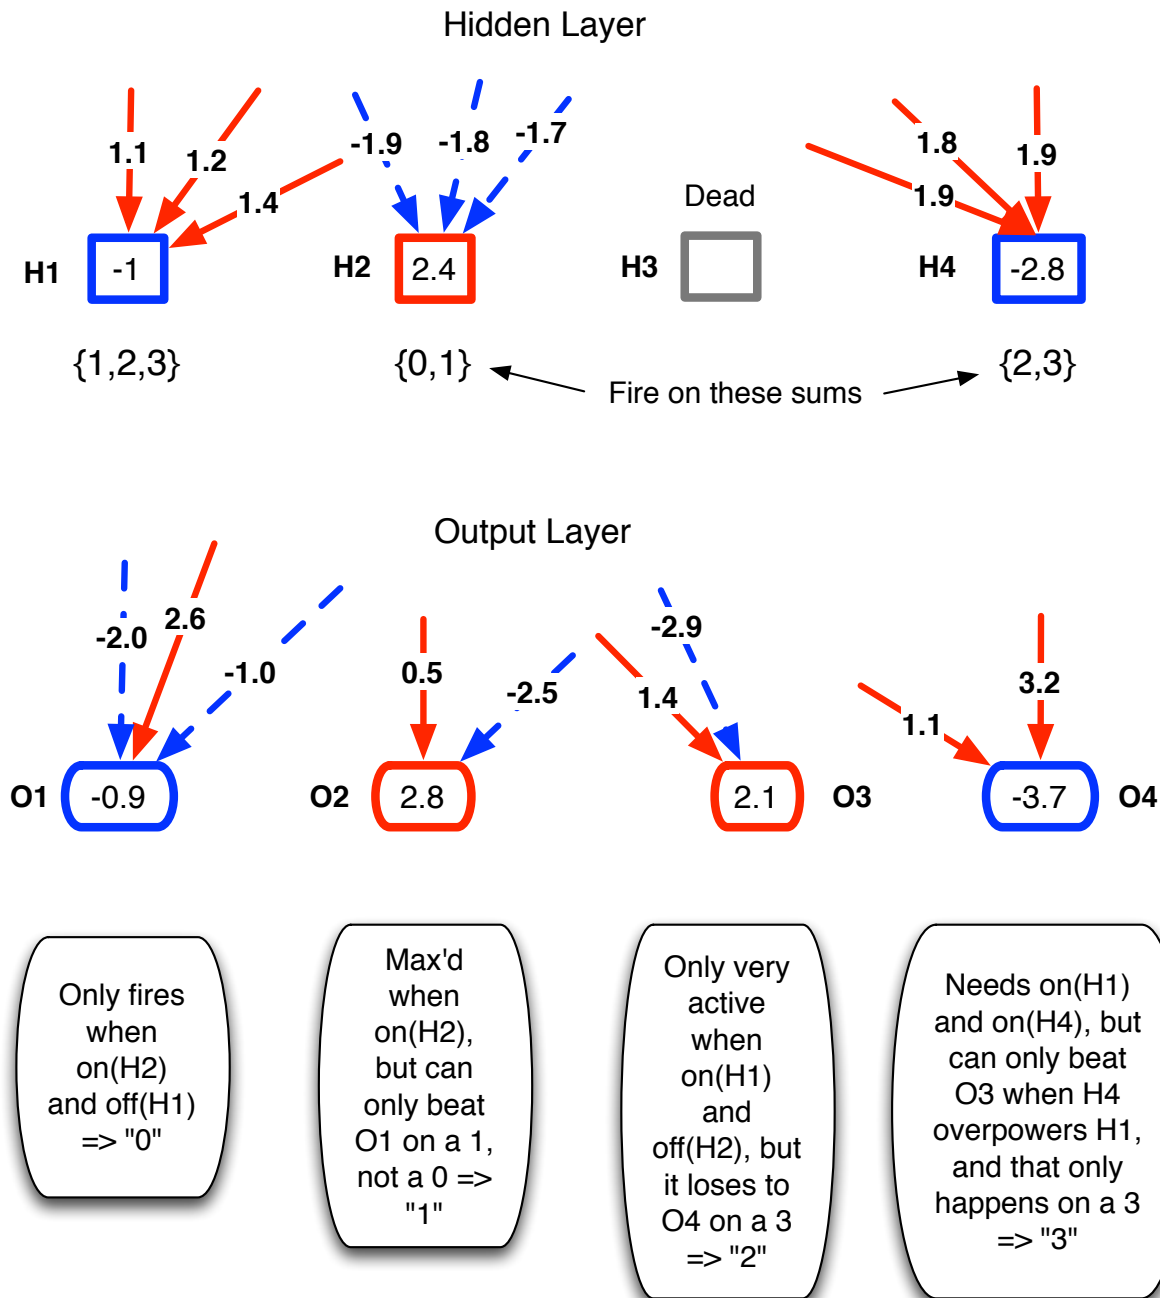 Hidden Layer
1.1
1.2
1.4
-1.9
-1.8
-1.7
1.8
1.9
1.9
Dead
H1
-1
H2
2.4
H3
H4
-2.8
{1,2,3}
{0,1}
{2,3}
Fire on these sums
Output Layer
-2.0
2.6
-1.0
0.5
-2.5
-2.9
1.4
1.1
3.2
O1
-0.9
O2
2.8
2.1
O3
-3.7
O4
Only fires
when
on(H2)
and off(H1)
=> "0"
Max'd
when
on(H2),
but can
only beat
O1 on a 1,
not a 0 =>
"1"
Only very
active
when
on(H1)
and
off(H2), but
it loses to
O4 on a 3
=> "2"
Needs on(H1)
and on(H4), but
can only beat
O3 when H4
overpowers H1,
and that only
happens on a 3
=> "3"